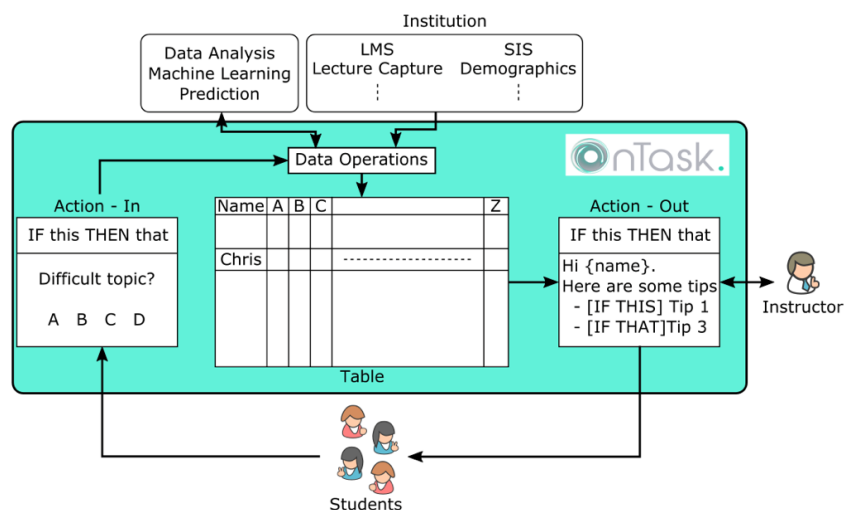 Institution
Data Analysis
Machine Learning
Prediction
LMS
Lecture Capture
SIS
Demographics
Data Operations
OnTask.
Action - In
IF this THEN that
Difficult topic?
A B C D
Name A B C Z
Chris
Table
Action - Out
IF this THEN that
Hi {name}.
Here are some tips
- [IF THIS] Tip 1
- [IF THAT]Tip 3
Instructor
Students